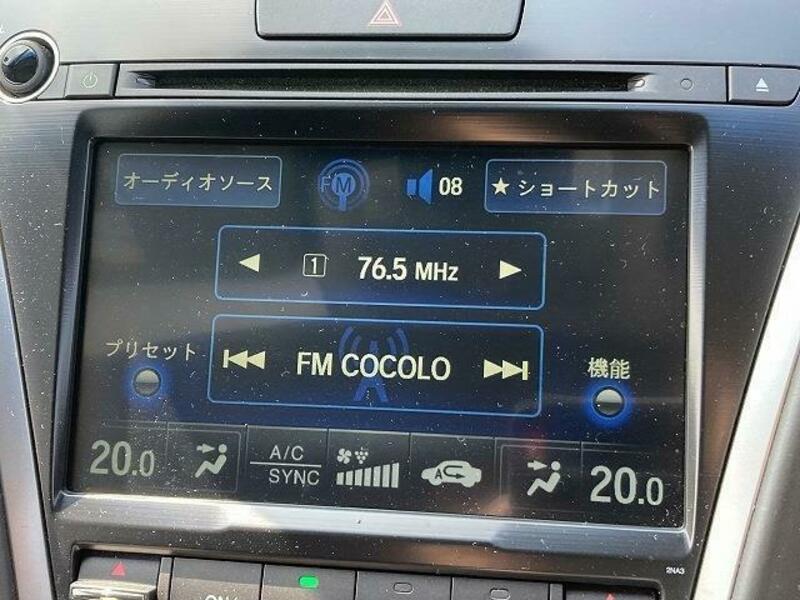 オーディオソース
FM
08
★ショートカット
1 76.5 MHz
FM COCOLO
プリセット
機能
20.0
A/C
SYNC
A
20.0
2NA3